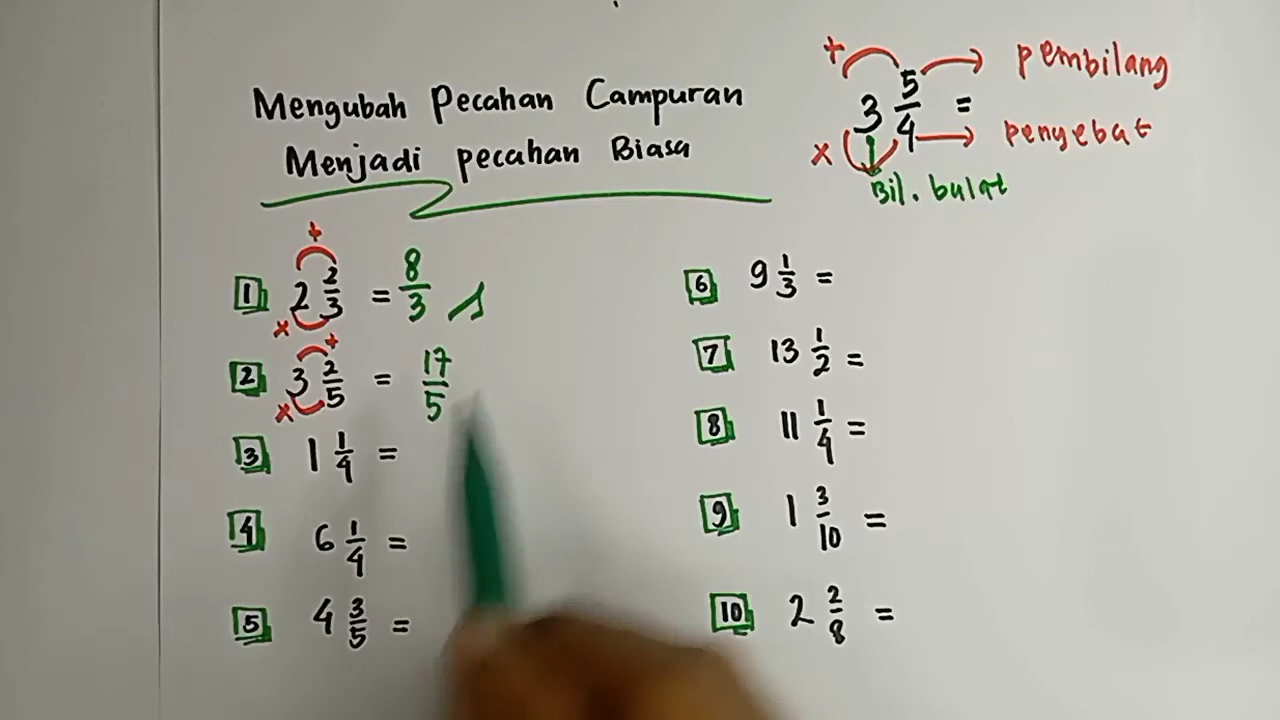 Mengubah Pecahan Campuran
Menjadi pecahan Biasa
+ 3 5/4 = → pembilang
x → penyebat
Bil. bulat
1 2 2/3 = 8/3 + x
2 3 2/5 = 17/5 + x
3 1 1/4 =
4 6 1/4 =
5 4 3/5 =
6 9 1/3 =
7 13 1/2 =
8 11 1/4 =
9 1 3/10 =
10 2 2/8 =